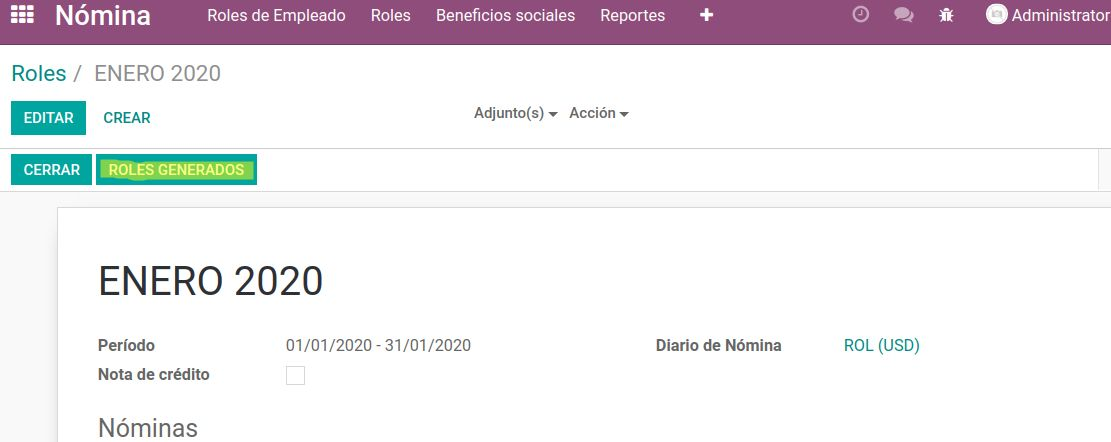 Nómina Roles de Empleado Roles Beneficios sociales Reportes + Administrator
Roles / ENERO 2020
EDITAR CREAR Adjunto(s) Acción
CERRAR ROLES GENERADOS
ENERO 2020
Período 01/01/2020 - 31/01/2020 Diario de Nómina ROL (USD)
Nota de crédito
Nóminas